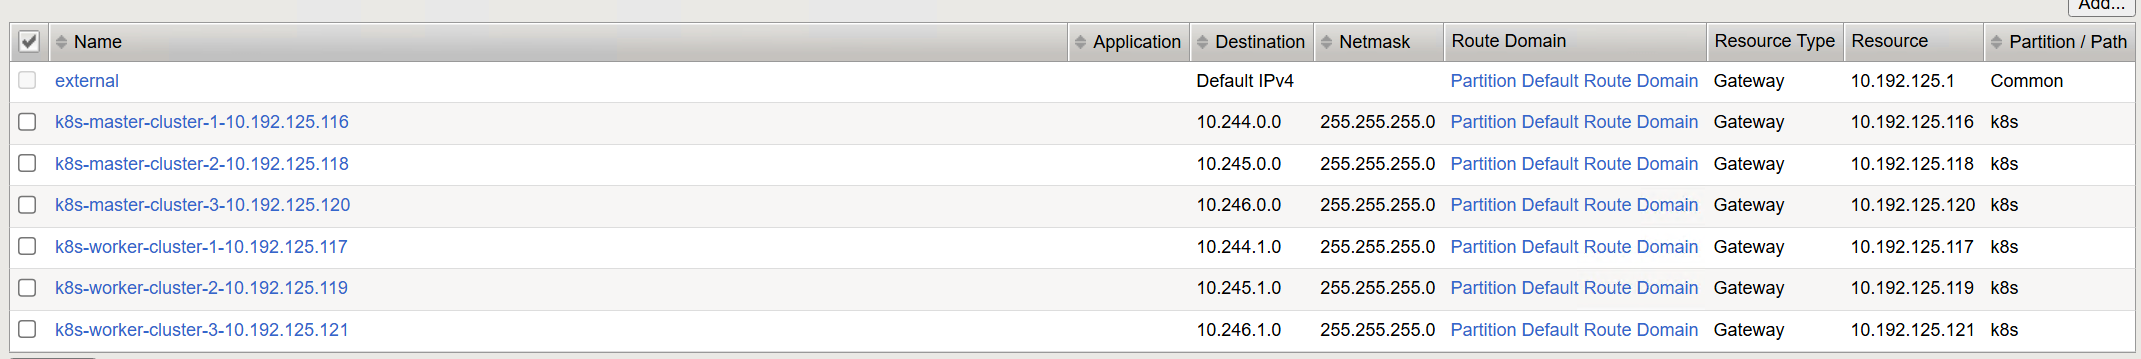 Add...
Name Application Destination Netmask Route Domain Resource Type Resource Partition / Path
external Default IPv4 Partition Default Route Domain Gateway 10.192.125.1 Common
k8s-master-cluster-1-10.192.125.116 10.244.0.0 255.255.255.0 Partition Default Route Domain Gateway 10.192.125.116 k8s
k8s-master-cluster-2-10.192.125.118 10.245.0.0 255.255.255.0 Partition Default Route Domain Gateway 10.192.125.118 k8s
k8s-master-cluster-3-10.192.125.120 10.246.0.0 255.255.255.0 Partition Default Route Domain Gateway 10.192.125.120 k8s
k8s-worker-cluster-1-10.192.125.117 10.244.1.0 255.255.255.0 Partition Default Route Domain Gateway 10.192.125.117 k8s
k8s-worker-cluster-2-10.192.125.119 10.245.1.0 255.255.255.0 Partition Default Route Domain Gateway 10.192.125.119 k8s
k8s-worker-cluster-3-10.192.125.121 10.246.1.0 255.255.255.0 Partition Default Route Domain Gateway 10.192.125.121 k8s